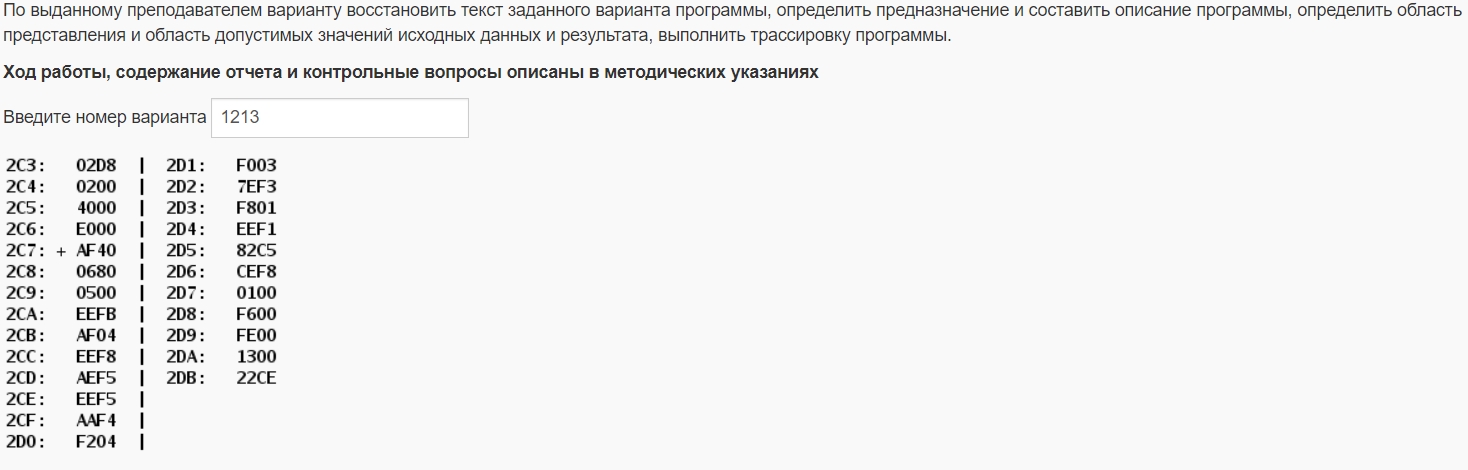 По выданному преподавателем варианту восстановить текст заданного варианта программы, определить предназначение и составить описание программы, определить область
представления и область допустимых значений исходных данных и результата, выполнить трассировку программы.
Ход работы, содержание отчета и контрольные вопросы описаны в методических указаниях
Введите номер варианта 1213
2C3: 02D8 | 2D1: F003
2C4: 0200 | 2D2: 7EF3
2C5: 4000 | 2D3: F801
2C6: E000 | 2D4: EEF1
2C7: + AF40 | 2D5: 82C5
2C8: 0680 | 2D6: CEF8
2C9: 0500 | 2D7: 0100
2CA: EEFB | 2D8: F600
2CB: AF04 | 2D9: FE00
2CC: EEF8 | 2DA: 1300
2CD: AEF5 | 2DB: 22CE
2CE: EEF5 |
2CF: AAF4 |
2D0: F204 |